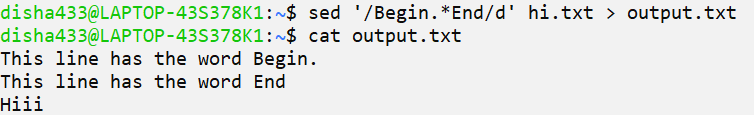 disha433@LAPTOP-43S378K1:~$ sed '/Begin.*End/d' hi.txt > output.txt
disha433@LAPTOP-43S378K1:~$ cat output.txt
This line has the word Begin.
This line has the word End
Hiii